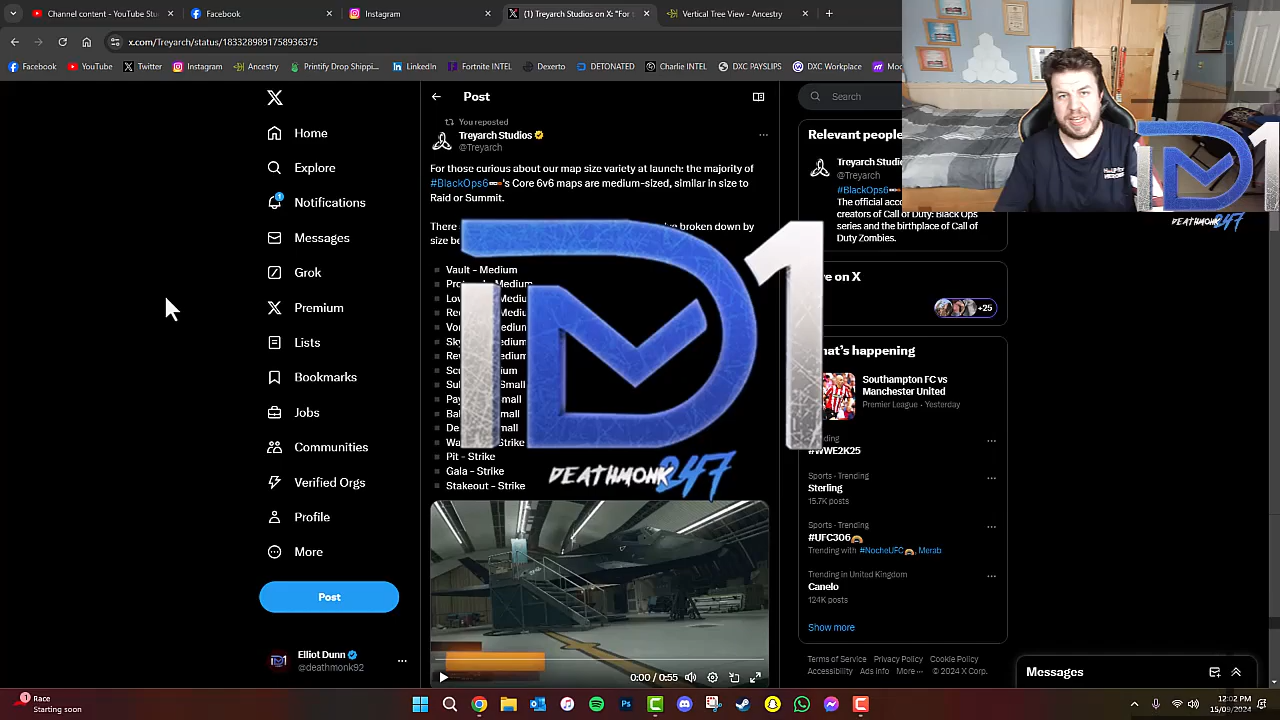 Channel content - YouTube Stu
Facebook
Instagram
(1) Treyarch Studios on X: "For t
Vertical Tree View - Ancestry
x.com/Treyarch/status/
Facebook
YouTube
Twitter
Instagram
Ancestry
Fortnite INTEL
Dexerto
DETONATED
Charlie INTEL
DXC PAYSLIPS
DXC Workplace
Home
Explore
Notifications
Messages
Grok
Premium
Lists
Bookmarks
Jobs
Communities
Verified Orgs
Profile
More
Post
Elliot Dunn
@deathmonk92
Post
You reposted
Treyarch Studios
@Treyarch
For those curious about our map size variety at launch: the majority of
#BlackOps6's Core 6v6 maps are medium-sized, similar in size to
Raid or Summit.
There
broken down by
size
Vault - Medium
Medium
Small
Strike
Pit - Strike
Gala - Strike
Stakeout - Strike
D1
DEATHMONK247
0:00 / 0:55
Search
Relevant people
Treyarch
@Treyarch
#BlackOps6
The official
creators of Call of Duty: Black Ops
series and the birthplace of Call of
Duty Zombies.
on X
+25
happening
Southampton FC vs
Manchester United
Premier League · Yesterday
#WWE2K25
Sports · Trending
Sterling
15.7K posts
Sports · Trending
#UFC306
Trending with #NocheUFC, Merab
Trending in United Kingdom
Canelo
124K posts
Show more
Terms of Service Privacy Policy Cookie Policy
Accessibility Ads info More ··· © 2024 X Corp.
Messages
D1
DEATHMONK247
1
Race
Starting soon
12:02 PM
15/09/2024